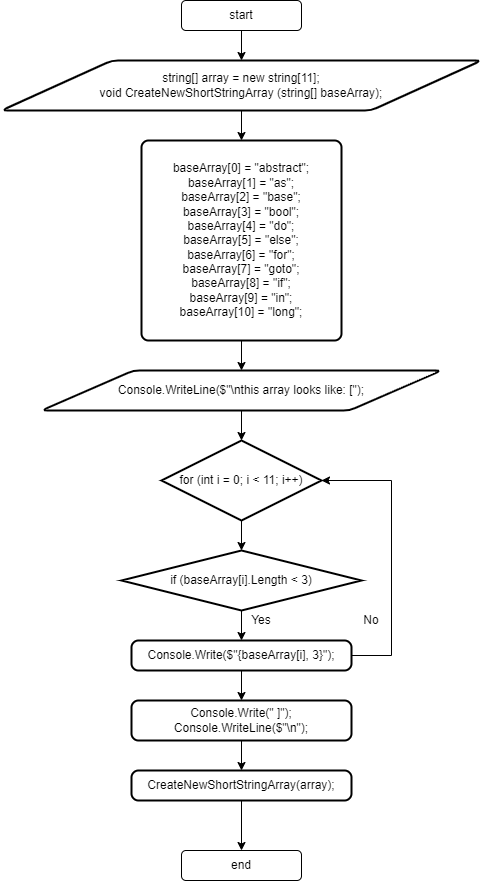 start
string[] array = new string[11];
void CreateNewShortStringArray (string[] baseArray);
baseArray[0] = "abstract";
baseArray[1] = "as";
baseArray[2] = "base";
baseArray[3] = "bool";
baseArray[4] = "do";
baseArray[5] = "else";
baseArray[6] = "for";
baseArray[7] = "goto";
baseArray[8] = "if";
baseArray[9] = "in";
baseArray[10] = "long";
Console.WriteLine($"\nthis array looks like: [");
for (int i = 0; i < 11; i++)
if (baseArray[i].Length < 3)
Yes
No
Console.Write($"{baseArray[i], 3}");
Console.Write(" ]");
Console.WriteLine($"\n");
CreateNewShortStringArray(array);
end